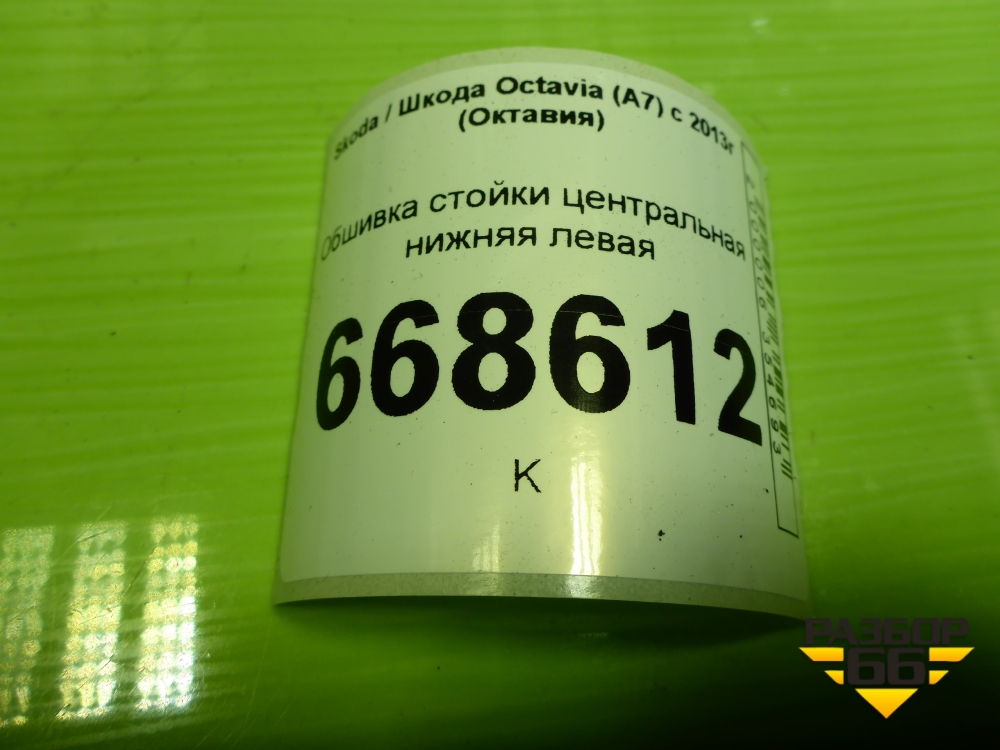 Skoda / Шкода Octavia (A7) с 2013г
(Октавия)
Обшивка стойки центральная
нижняя левая
668612
К
РАЗБОР
66